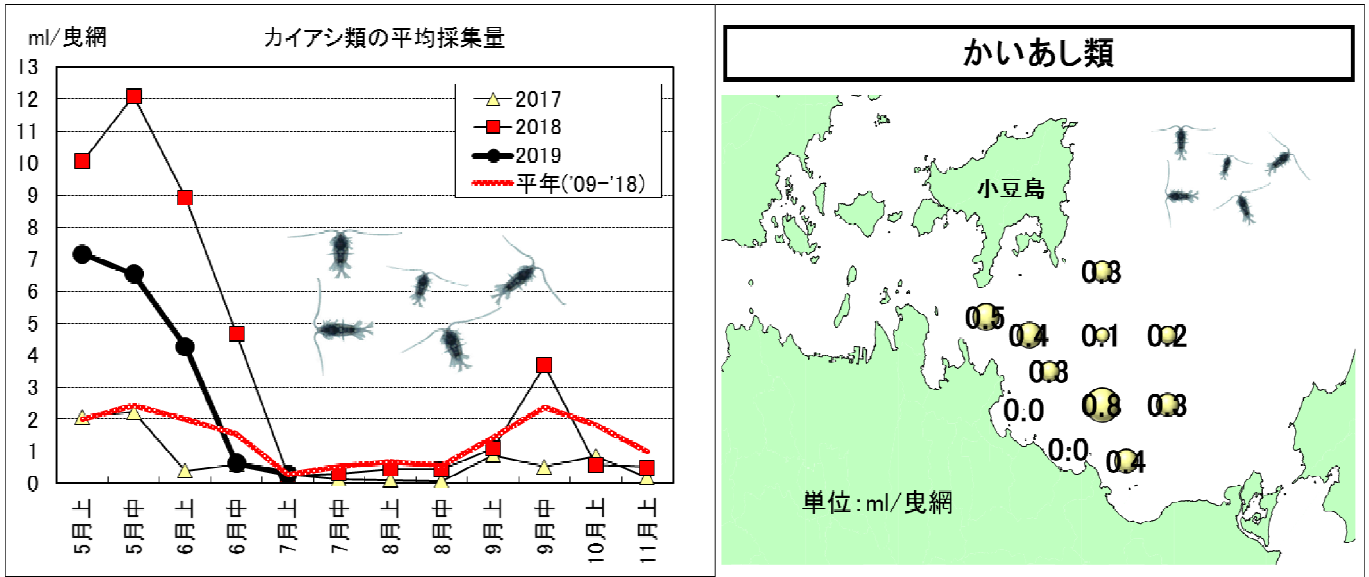 ml/曳網
カイアシ類の平均採集量
13
12
11
10
9
8
7
6
5
4
3
2
1
0
2017
2018
2019
平年('09-'18)
5月上
5月中
6月上
6月中
7月上
7月中
8月上
8月中
9月上
9月中
10月上
11月上
かいあし類
小豆島
0.3
0.5
0.4
0.1
0.2
0.3
0.0
0.8
0.3
0.0
0.4
単位:ml/曳網